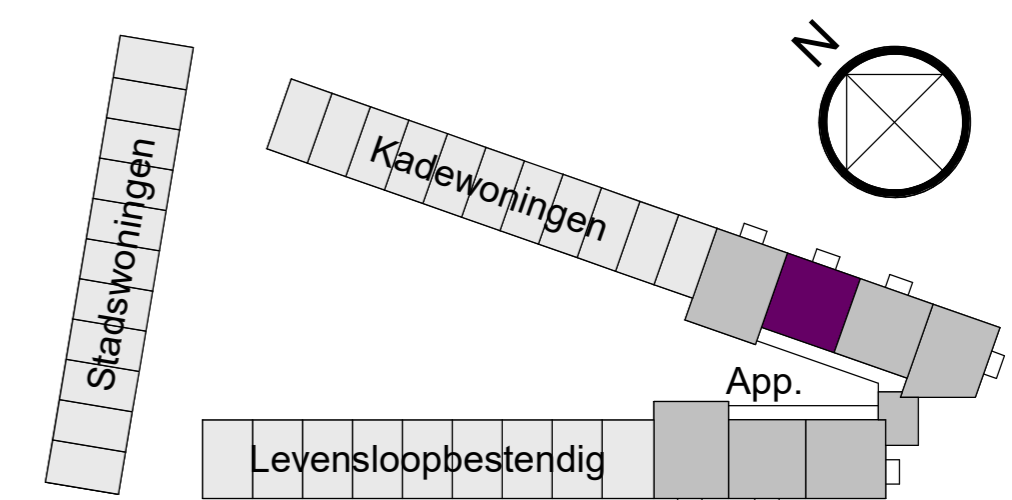 N
Stadswoningen
Kadewoningen
App.
Levensloopbestendig